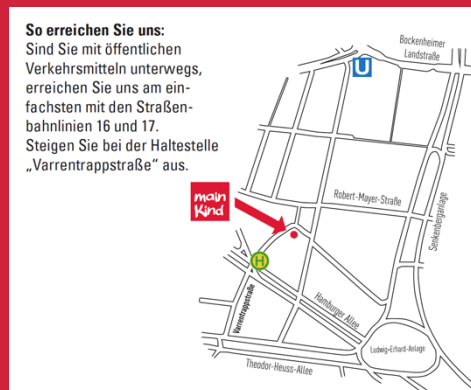 So erreichen Sie uns:
Sind Sie mit öffentlichen
Verkehrsmitteln unterwegs,
erreichen Sie uns am ein-
fachsten mit den Straßen-
bahnlinien 16 und 17.
Steigen Sie bei der Haltestelle
„Varrentrappstraße“ aus.
Bockenheimer
Landstraße
U
main
Kind
Robert-Mayer-Straße
Senkenberganlage
H
Varrentrappstraße
Hamburger Allee
Ludwig-Erhard-Anlage
Theodor-Heuss-Allee